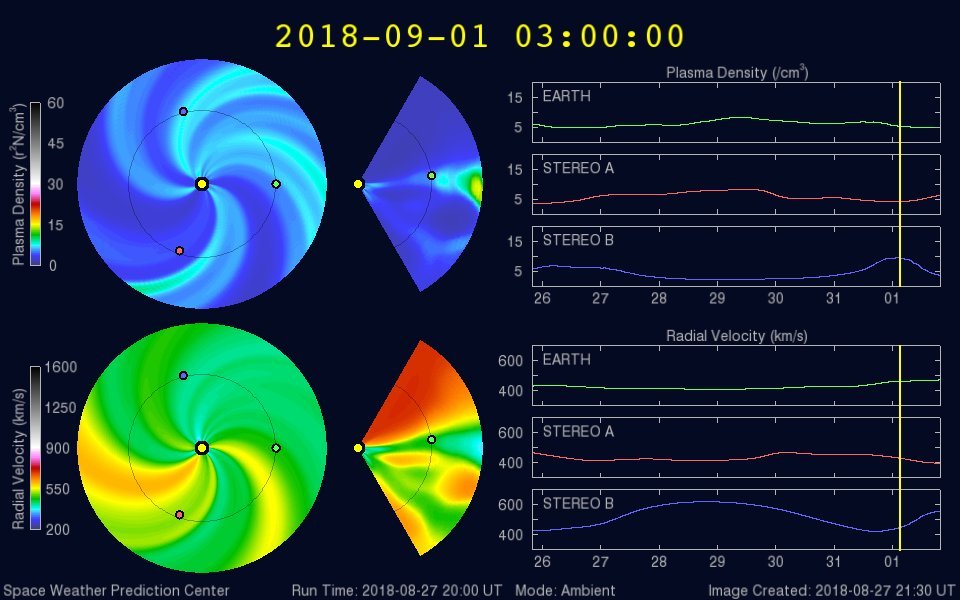 2018-09-01 03:00:00
Plasma Density (r²N/cm³)
60
45
30
15
0
Plasma Density (/cm³)
15
5
EARTH
15
5
STEREO A
15
5
STEREO B
26 27 28 29 30 31 01
Radial Velocity (km/s)
1600
1250
900
550
200
Radial Velocity (km/s)
600
400
EARTH
600
400
STEREO A
600
400
STEREO B
26 27 28 29 30 31 01
Space Weather Prediction Center Run Time: 2018-08-27 20:00 UT Mode: Ambient Image Created: 2018-08-27 21:30 UT